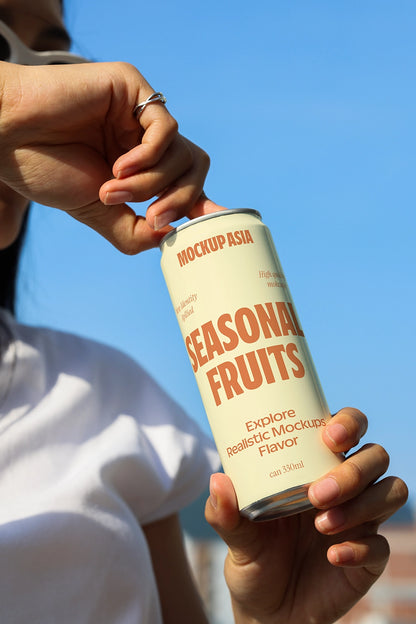 MOCKUP ASIA
SEASONAL
FRUITS
Explore
Realistic Mockups
Flavor
can 330ml